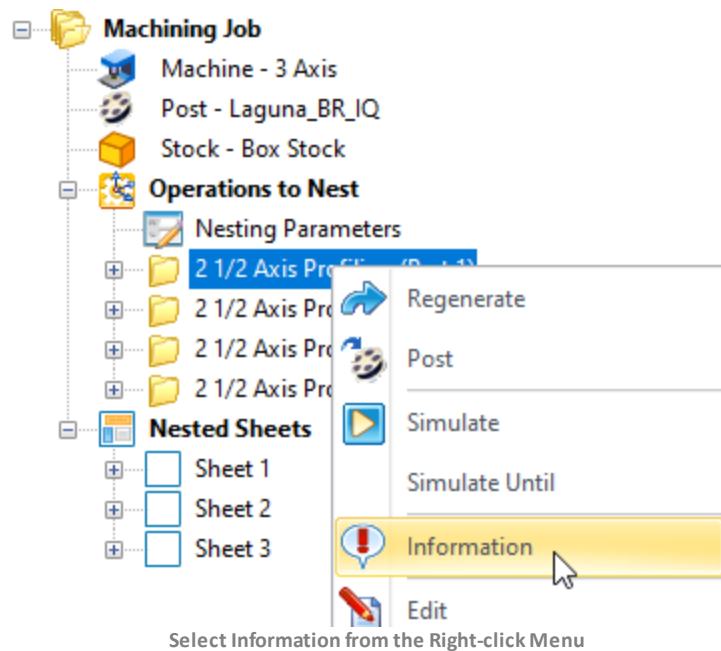 Machining Job
Machine - 3 Axis
Post - Laguna_BR_IQ
Stock - Box Stock
Operations to Nest
Nesting Parameters
2 1/2 Axis
2 1/2 Axis
2 1/2 Axis
2 1/2 Axis
Nested Sheets
Sheet 1
Sheet 2
Sheet 3
Regenerate
Post
Simulate
Simulate Until
Information
Edit
Select Information from the Right-click Menu